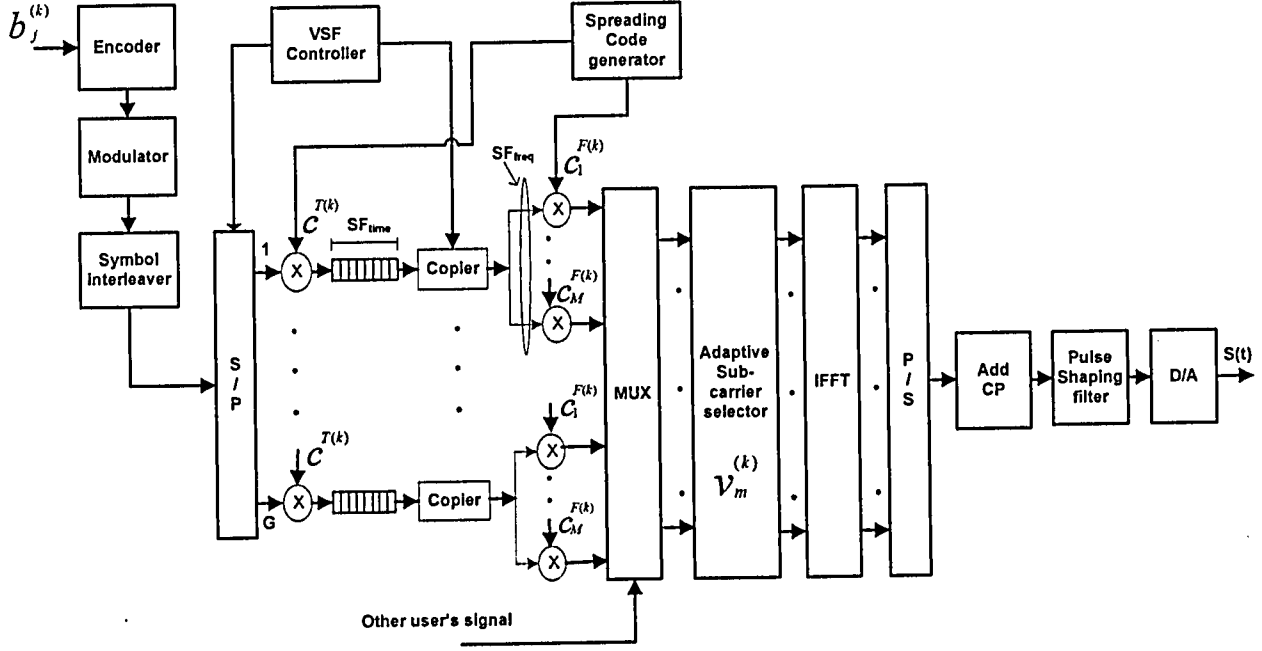 b_j^(k)
Encoder
VSF
Controller
Spreading
Code
generator
Modulator
Symbol
Interleaver
S
/
P
1
G
C^T(k)
SF_time
Copier
SF_freq
C_1^F(k)
X
X
C_M^F(k)
X
C^T(k)
X
Copier
C_1^F(k)
X
C_M^F(k)
X
MUX
Adaptive
Sub-
carrier
selector
v_m^(k)
IFFT
P
/
S
Add
CP
Pulse
Shaping
filter
D/A
S(t)
Other user's signal